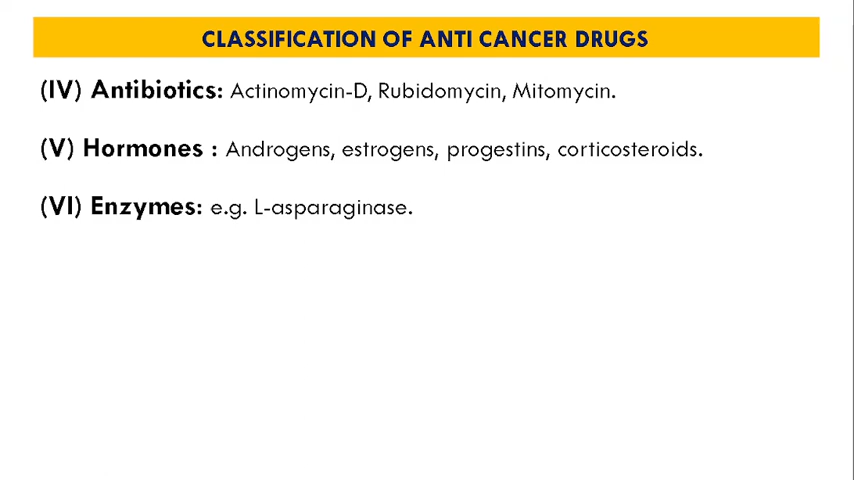 CLASSIFICATION OF ANTI CANCER DRUGS
(IV) Antibiotics: Actinomycin-D, Rubidomycin, Mitomycin.
(V) Hormones : Androgens, estrogens, progestins, corticosteroids.
(VI) Enzymes: e.g. L-asparaginase.